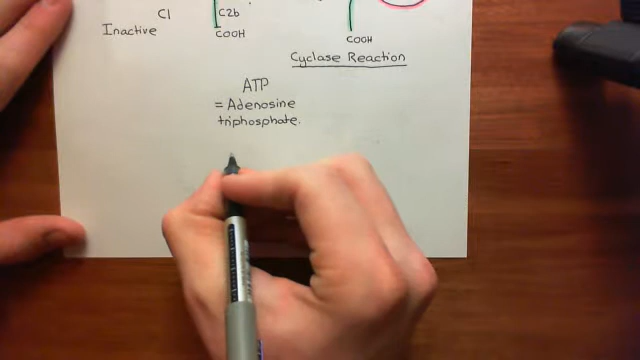 C1
C2b
Inactive
COOH
COOH
Cyclase Reaction
ATP
= Adenosine
triphosphate.